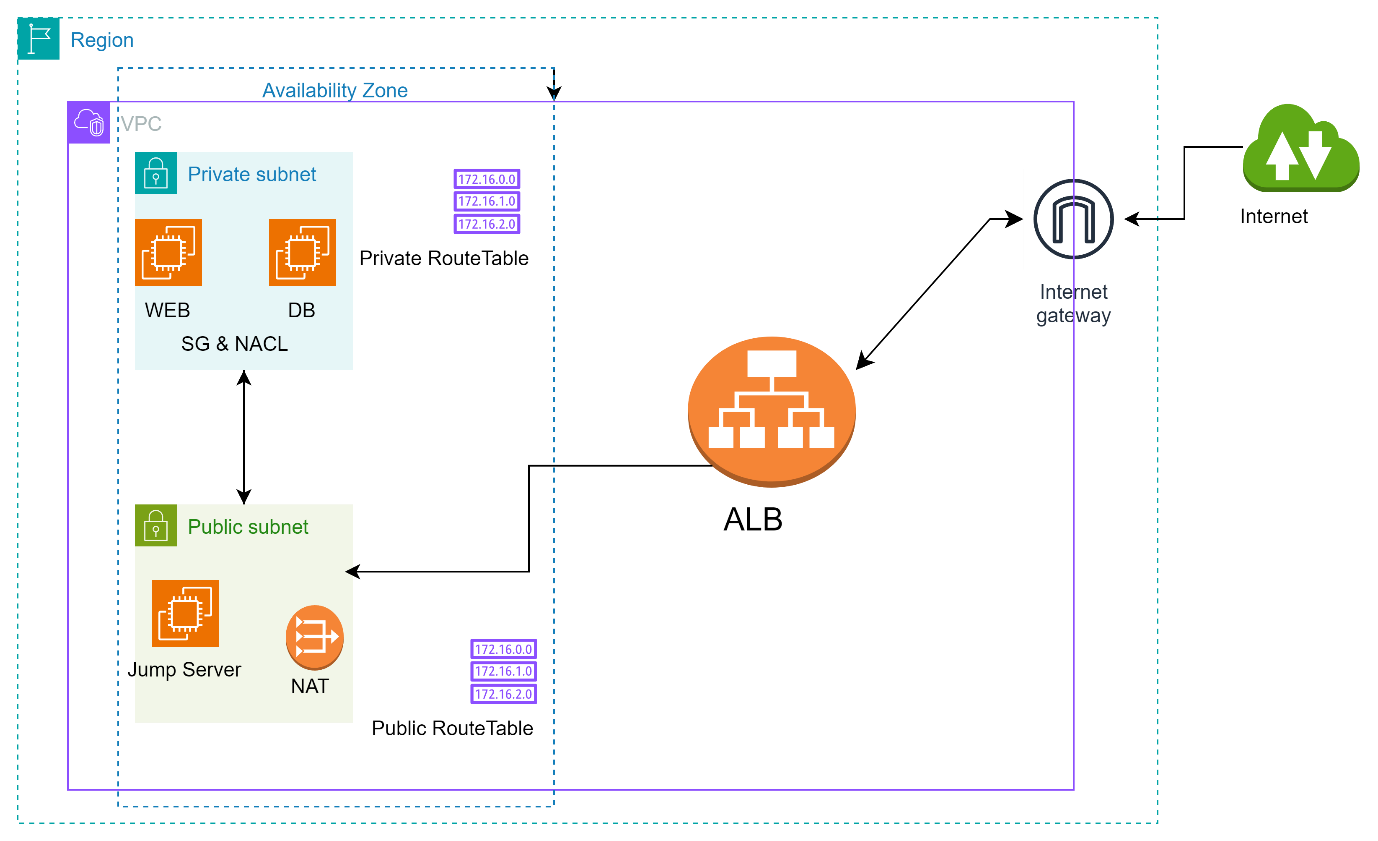 Region
Availability Zone
VPC
Private subnet
172.16.0.0
172.16.1.0
172.16.2.0
Private RouteTable
WEB
DB
SG & NACL
Internet
Internet
gateway
ALB
Public subnet
Jump Server
NAT
172.16.0.0
172.16.1.0
172.16.2.0
Public RouteTable